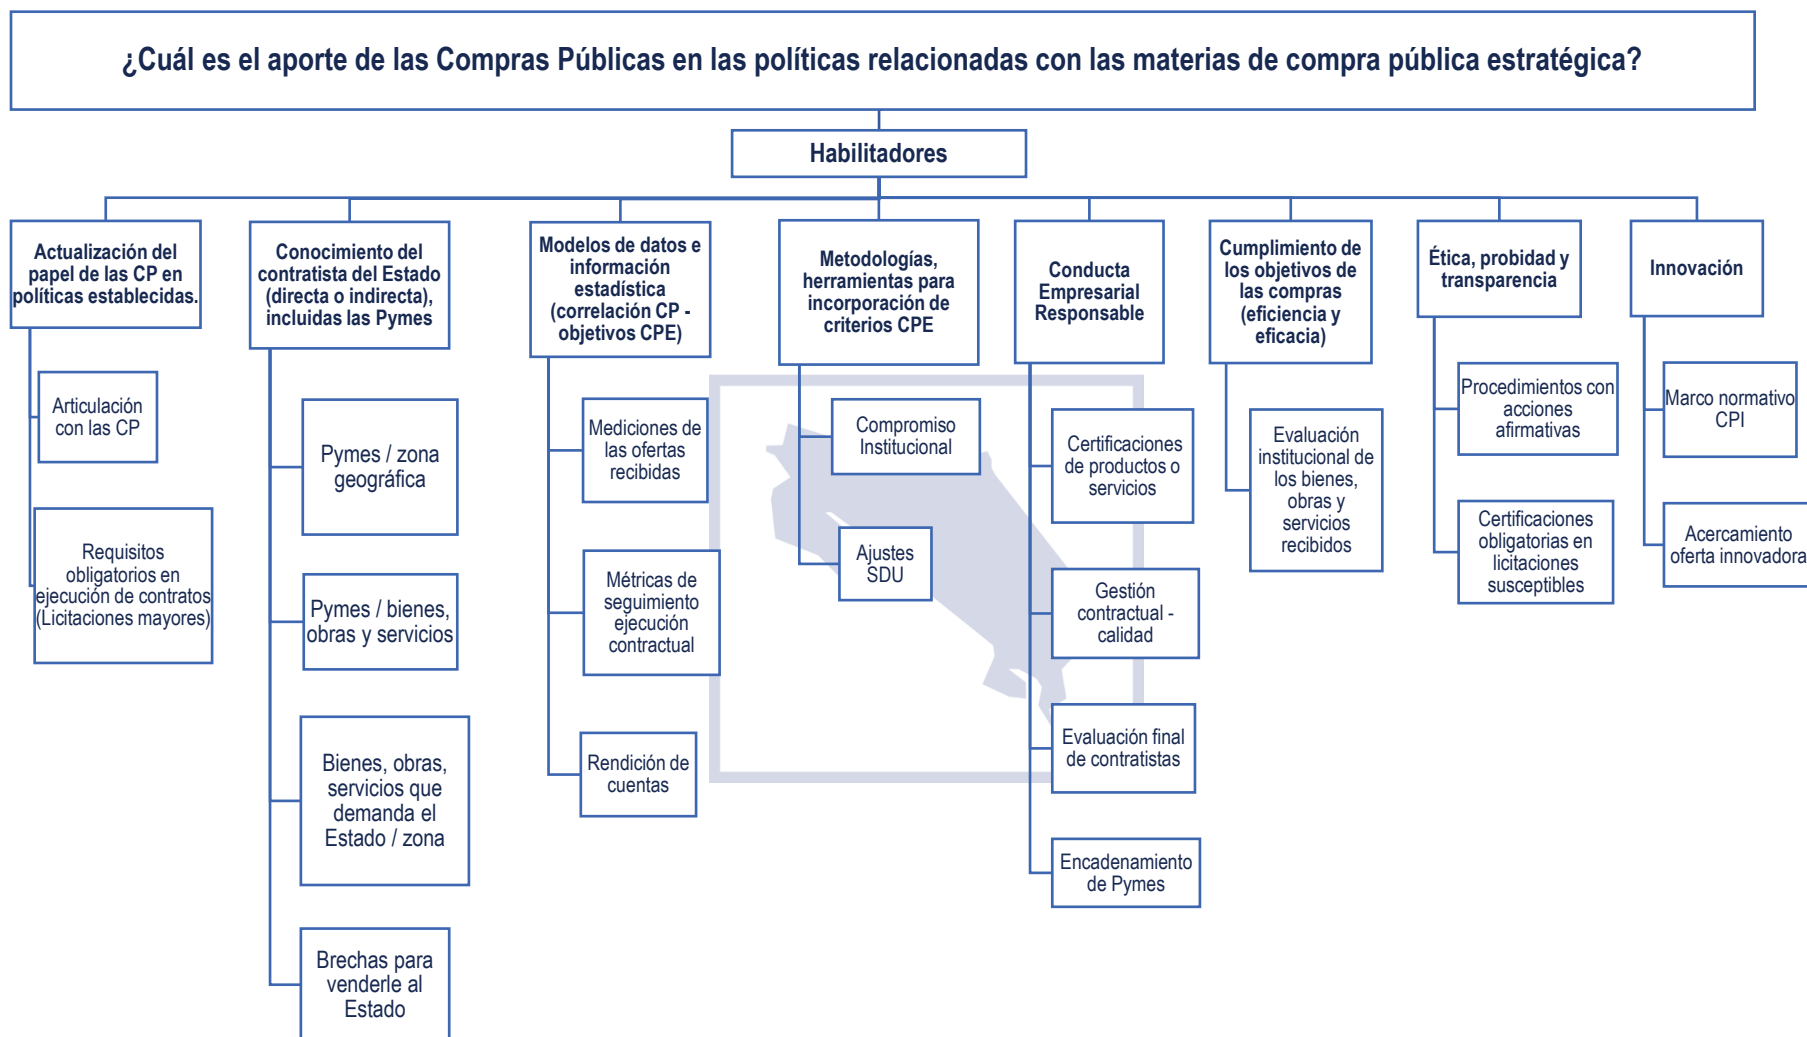 ¿Cuál es el aporte de las Compras Públicas en las políticas relacionadas con las materias de compra pública estratégica?
Habilitadores
Actualización del
papel de las CP en
políticas establecidas.
Articulación
con las CP
Requisitos
obligatorios en
ejecución de contratos
(Licitaciones mayores)
Conocimiento del
contratista del Estado
(directa o indirecta),
incluidas las Pymes
Pymes / zona
geográfica
Pymes / bienes,
obras y servicios
Bienes, obras,
servicios que
demanda el
Estado / zona
Brechas para
venderle al
Estado
Modelos de datos e
información
estadística
(correlación CP -
objetivos CPE)
Mediciones de
las ofertas
recibidas
Métricas de
seguimiento
ejecución
contractual
Rendición de
cuentas
Metodologías,
herramientas para
incorporación de
criterios CPE
Compromiso
Institucional
Ajustes
SDU
Conducta
Empresarial
Responsable
Certificaciones
de productos o
servicios
Gestión
contractual -
calidad
Evaluación final
de contratistas
Encadenamiento
de Pymes
Cumplimiento de
los objetivos de
las compras
(eficiencia y
eficacia)
Evaluación
institucional de
los bienes,
obras y
servicios
recibidos
Ética, probidad y
transparencia
Procedimientos con
acciones
afirmativas
Certificaciones
obligatorias en
licitaciones
susceptibles
Innovación
Marco normativo
CPI
Acercamiento
oferta innovadora